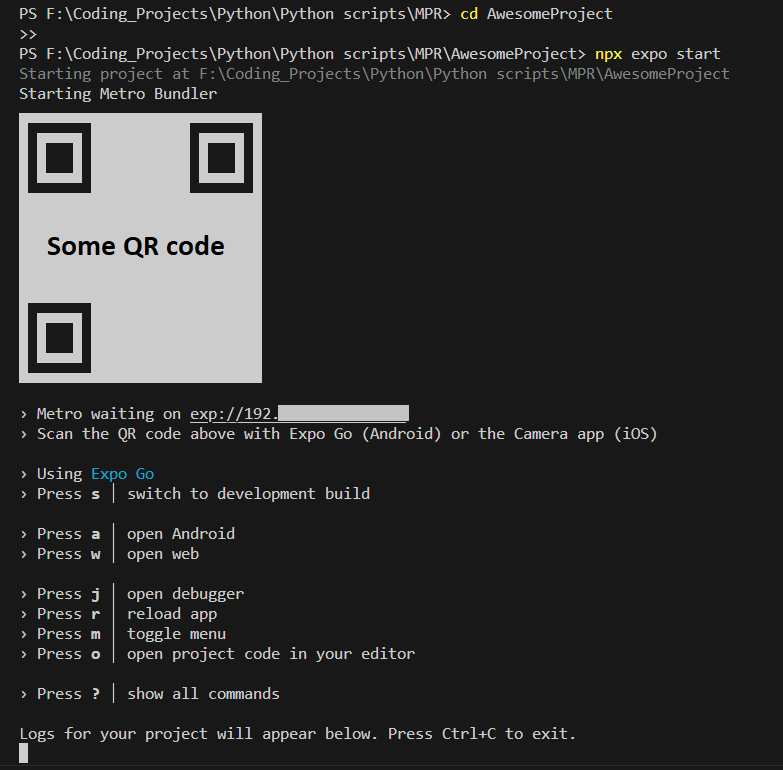 PS F:\Coding_Projects\Python\Python scripts\MPR> cd AwesomeProject
>>
PS F:\Coding_Projects\Python\Python scripts\MPR\AwesomeProject> npx expo start
Starting project at F:\Coding_Projects\Python\Python scripts\MPR\AwesomeProject
Starting Metro Bundler
Some QR code
› Metro waiting on exp://192.
› Scan the QR code above with Expo Go (Android) or the Camera app (iOS)
› Using Expo Go
› Press s │ switch to development build
› Press a │ open Android
› Press w │ open web
› Press j │ open debugger
› Press r │ reload app
› Press m │ toggle menu
› Press o │ open project code in your editor
› Press ? │ show all commands
Logs for your project will appear below. Press Ctrl+C to exit.